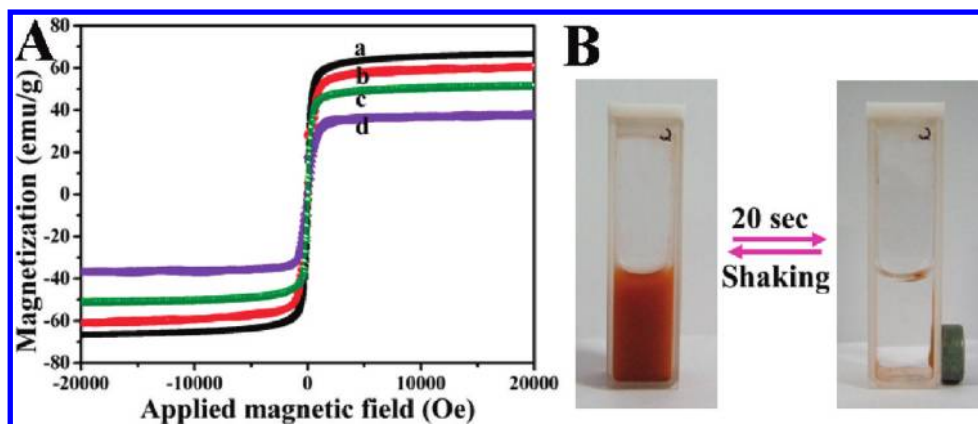 A
80
60
40
20
0
-20
-40
-60
-80
Magnetization (emu/g)
a
b
c
d
-20000 -10000 0 10000 20000
Applied magnetic field (Oe)
B
20 sec
Shaking